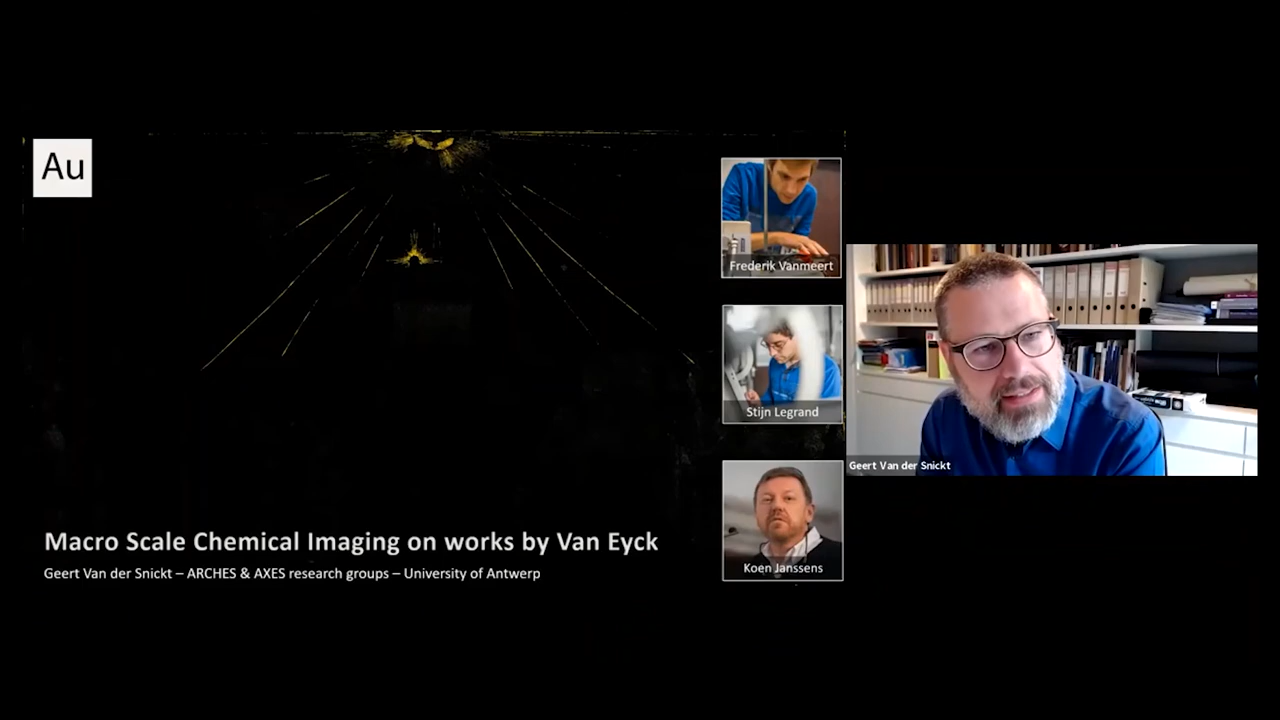 Au
Frederik Vanmeert
Stijn Legrand
Geert Van der Snickt
Macro Scale Chemical Imaging on works by Van Eyck
Geert Van der Snickt – ARCHES & AXES research groups – University of Antwerp
Koen Janssens